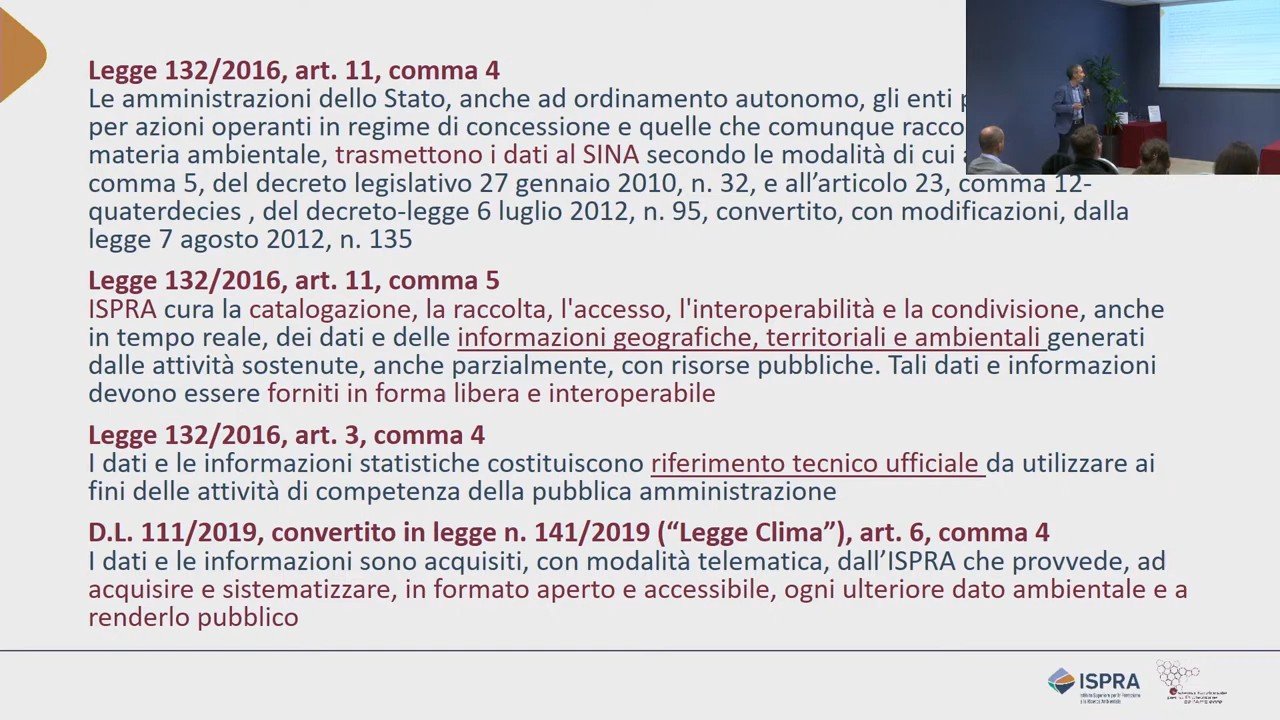 Legge 132/2016, art. 11, comma 4
Le amministrazioni dello Stato, anche ad ordinamento autonomo, gli enti
per azioni operanti in regime di concessione e quelle che comunque
materia ambientale, trasmettono i dati al SINA secondo le modalità di cui
comma 5, del decreto legislativo 27 gennaio 2010, n. 32, e all’articolo 23, comma 12-
quaterdecies , del decreto-legge 6 luglio 2012, n. 95, convertito, con modificazioni, dalla
legge 7 agosto 2012, n. 135
Legge 132/2016, art. 11, comma 5
ISPRA cura la catalogazione, la raccolta, l'accesso, l'interoperabilità e la condivisione, anche
in tempo reale, dei dati e delle informazioni geografiche, territoriali e ambientali generati
dalle attività sostenute, anche parzialmente, con risorse pubbliche. Tali dati e informazioni
devono essere forniti in forma libera e interoperabile
Legge 132/2016, art. 3, comma 4
I dati e le informazioni statistiche costituiscono riferimento tecnico ufficiale da utilizzare ai
fini delle attività di competenza della pubblica amministrazione
D.L. 111/2019, convertito in legge n. 141/2019 (“Legge Clima”), art. 6, comma 4
I dati e le informazioni sono acquisiti, con modalità telematica, dall’ISPRA che provvede, ad
acquisire e sistematizzare, in formato aperto e accessibile, ogni ulteriore dato ambientale e a
renderlo pubblico
ISPRA
Istituto Superiore per la Protezione
e la Ricerca Ambientale